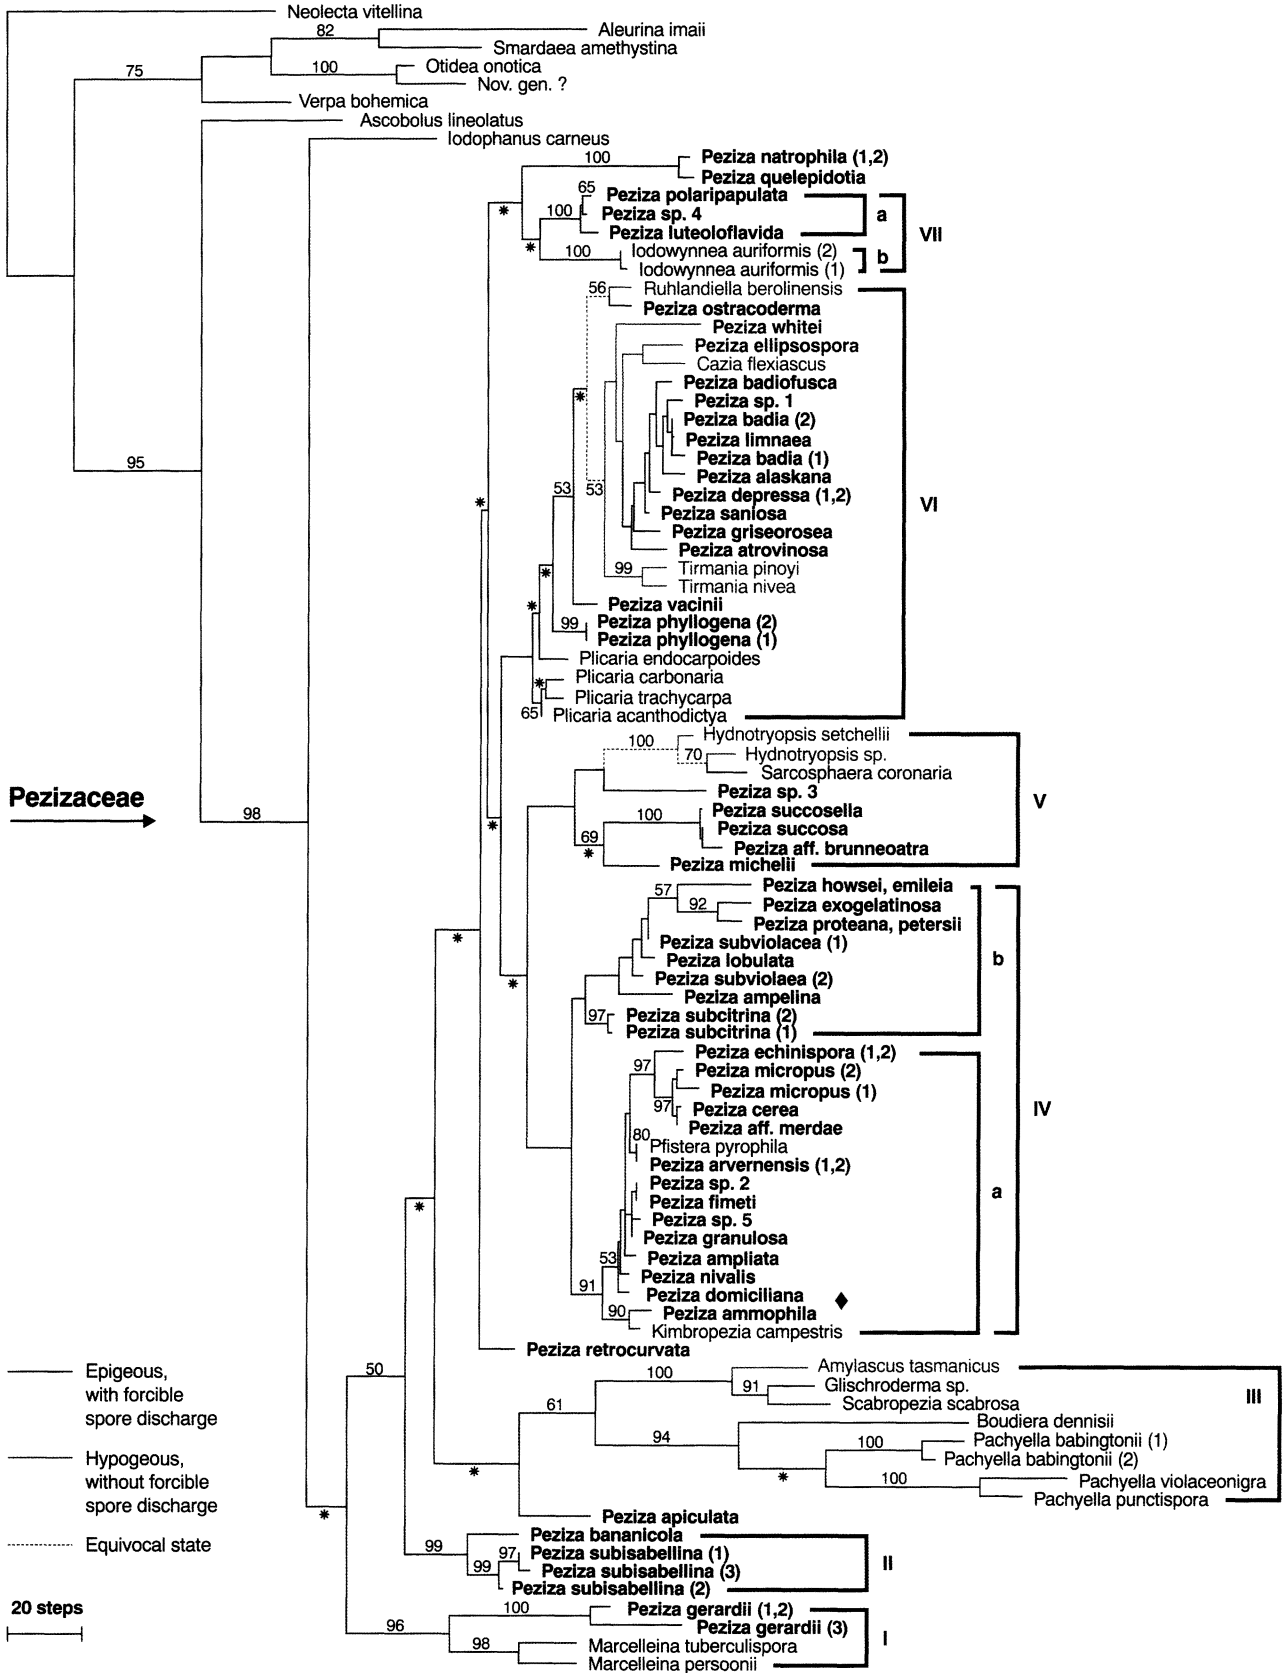 Neolecta vitellina
82
Aleurina imaii
Smardaea amethystina
75
100
Otidea onotica
Nov. gen. ?
Verpa bohemica
Ascobolus lineolatus
Iodophanus carneus
100
Peziza natrophila (1,2)
Peziza quelepidotia
65
Peziza polaripapulata
*
100
Peziza sp. 4
a
Peziza luteoloflavida
VII
*
100
Iodowynnea auriformis (2)
b
Iodowynnea auriformis (1)
56
Ruhlandiella berolinensis
Peziza ostracoderma
Peziza whitei
Peziza ellipsospora
Cazia flexiascus
Peziza badiofusca
*
Peziza sp. 1
Peziza badia (2)
Peziza limnaea
95
Peziza badia (1)
Peziza alaskana
53
53
Peziza depressa (1,2)
*
VI
Peziza saniosa
Peziza griseorosea
Peziza atrovinosa
*
99
Tirmania pinoyi
Tirmania nivea
*
Peziza vacinii
99
Peziza phyllogena (2)
Peziza phyllogena (1)
Plicaria endocarpoides
*
Plicaria carbonaria
Plicaria trachycarpa
65
Plicaria acanthodictya
100
Hydnotryopsis setchellii
70
Hydnotryopsis sp.
Sarcosphaera coronaria
Peziza sp. 3
Pezizaceae
V
98
100
Peziza succosella
*
Peziza succosa
69
*
Peziza aff. brunneoatra
Peziza michelii
57
Peziza howsei, emileia
92
Peziza exogelatinosa
Peziza proteana, petersii
*
Peziza subviolacea (1)
b
Peziza lobulata
*
Peziza subviolaea (2)
Peziza ampelina
97
Peziza subcitrina (2)
Peziza subcitrina (1)
Peziza echinispora (1,2)
97
Peziza micropus (2)
Peziza micropus (1)
97
Peziza cerea
IV
Peziza aff. merdae
80
Pfistera pyrophila
Peziza arvernensis (1,2)
Peziza sp. 2
a
*
Peziza fimeti
Peziza sp. 5
Peziza granulosa
53
Peziza ampliata
Peziza nivalis
91
Peziza domiciliana
♦
90
Peziza ammophila
Kimbropezia campestris
Peziza retrocurvata
50
100
Amylascus tasmanicus
91
Glischroderma sp.
III
61
Scabropezia scabrosa
Boudiera dennisii
94
100
Pachyella babingtonii (1)
Pachyella babingtonii (2)
*
*
100
Pachyella violaceonigra
Pachyella punctispora
*
Peziza apiculata
Peziza bananicola
99
97
Peziza subisabellina (1)
99
Peziza subisabellina (3)
II
Peziza subisabellina (2)
100
Peziza gerardii (1,2)
96
Peziza gerardii (3)
I
98
Marcelleina tuberculispora
Marcelleina persoonii
Epigeous,
with forcible
spore discharge
Hypogeous,
without forcible
spore discharge
Equivocal state
20 steps